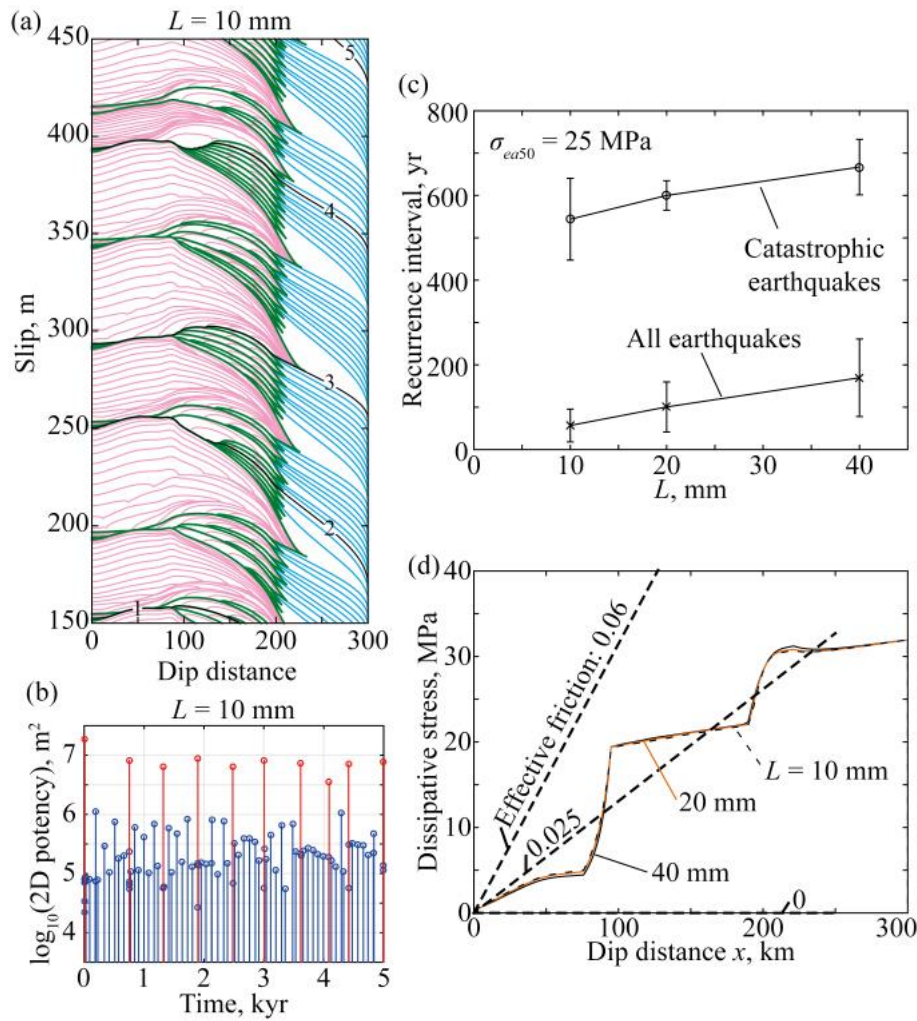 (a)
L = 10 mm
450
400
350
300
250
200
150
Slip, m
5
4
3
2
1
0
100
200
300
Dip distance
(b)
L = 10 mm
log10(2D potency), m2
7
6
5
4
0
1
2
3
4
5
Time, kyr
(c)
σea50 = 25 MPa
Recurrence interval, yr
800
600
400
200
0
Catastrophic
earthquakes
All earthquakes
0
10
20
30
40
L, mm
(d)
Dissipative stress, MPa
40
30
20
10
0
Effective friction: 0.06
0.025
0
L = 10 mm
20 mm
40 mm
0
100
200
300
Dip distance x, km